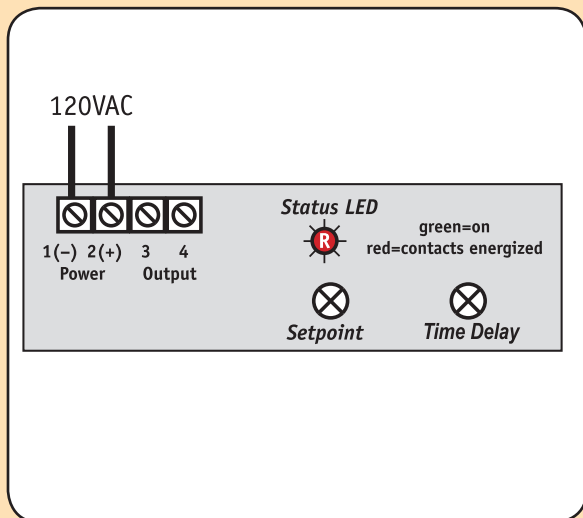 120VAC
1(–) 2(+) 3 4
Power Output
Status LED
R
green=on
red=contacts energized
Setpoint
Time Delay